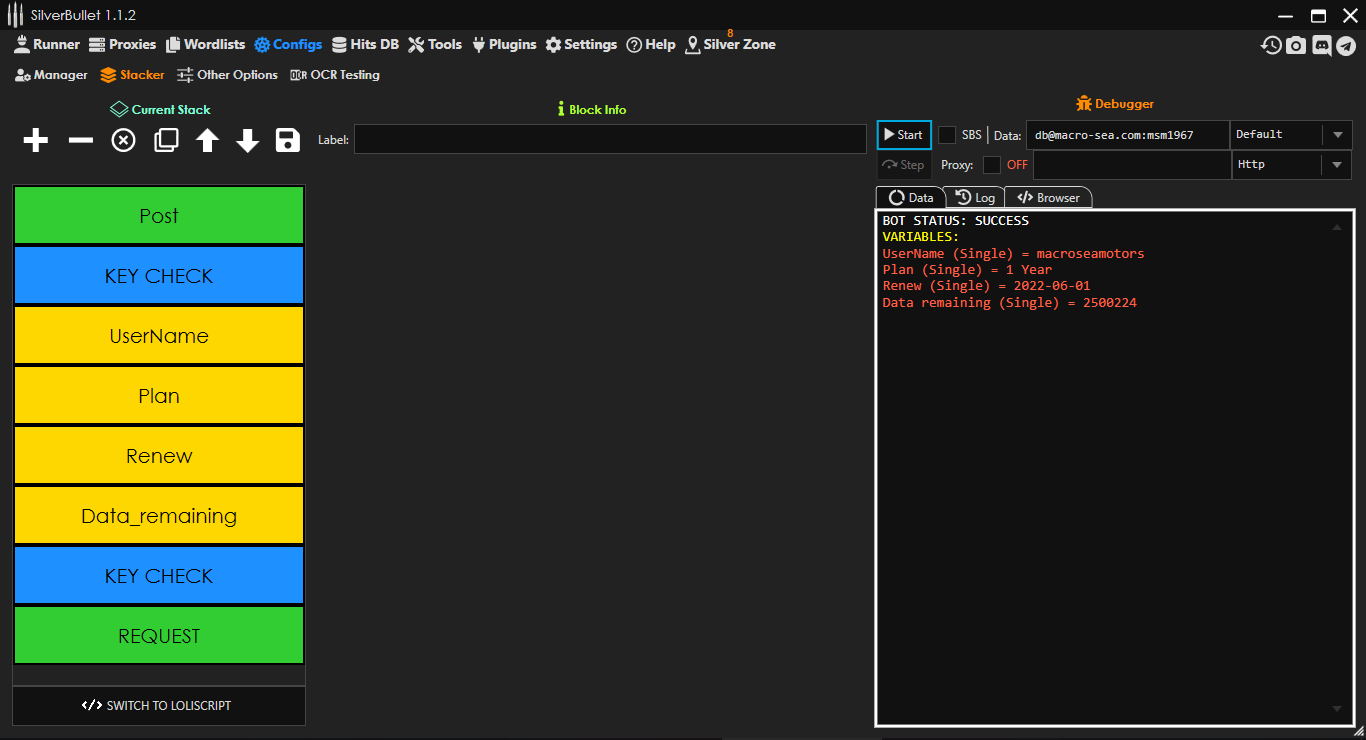 SilverBullet 1.1.2
Runner Proxies Wordlists Configs Hits DB Tools Plugins Settings Help Silver Zone 8
Manager Stacker Other Options OCR OCR Testing
Current Stack
Block Info
Debugger
Label:
Start SBS Data: db@macro-sea.com:msm1967 Default
Step Proxy: OFF Http
Data Log Browser
Post
KEY CHECK
UserName
Plan
Renew
Data_remaining
KEY CHECK
REQUEST
SWITCH TO LOLISCRIPT
BOT STATUS: SUCCESS
VARIABLES:
UserName (Single) = macroseamotors
Plan (Single) = 1 Year
Renew (Single) = 2022-06-01
Data remaining (Single) = 2500224